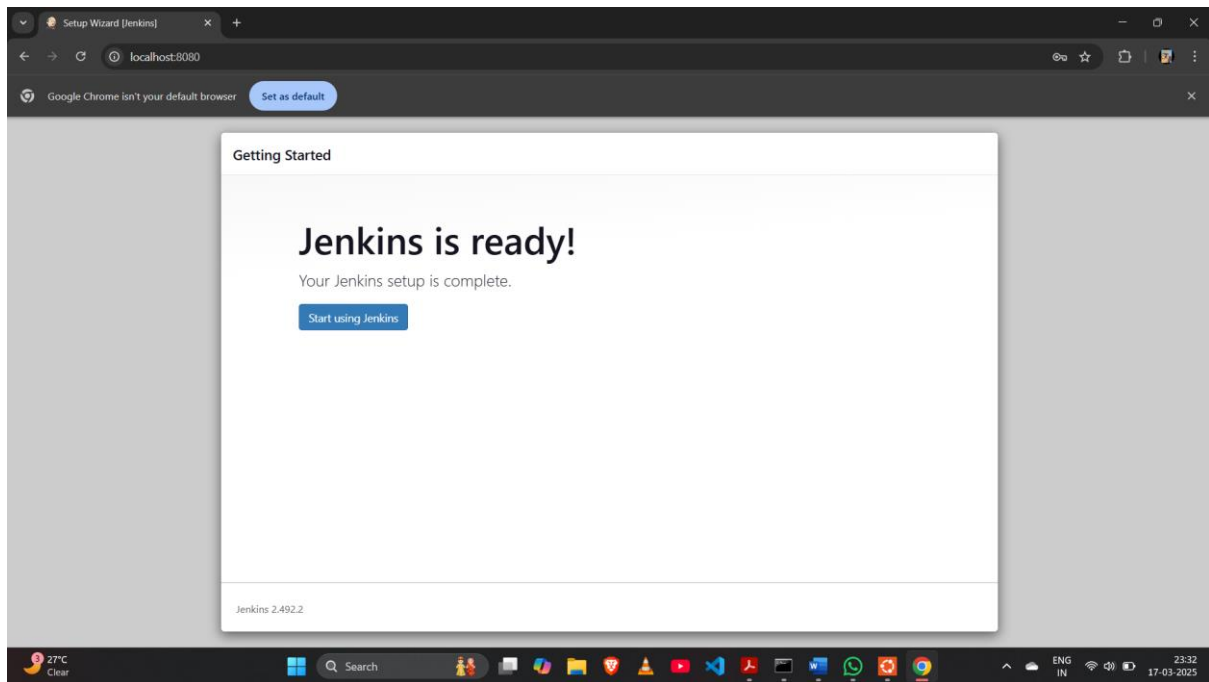 Setup Wizard [Jenkins]
localhost:8080
Google Chrome isn't your default browser Set as default
Getting Started
Jenkins is ready!
Your Jenkins setup is complete.
Start using Jenkins
Jenkins 2.492.2
3 27°C
Clear
Search
ENG
IN
23:32
17-03-2025